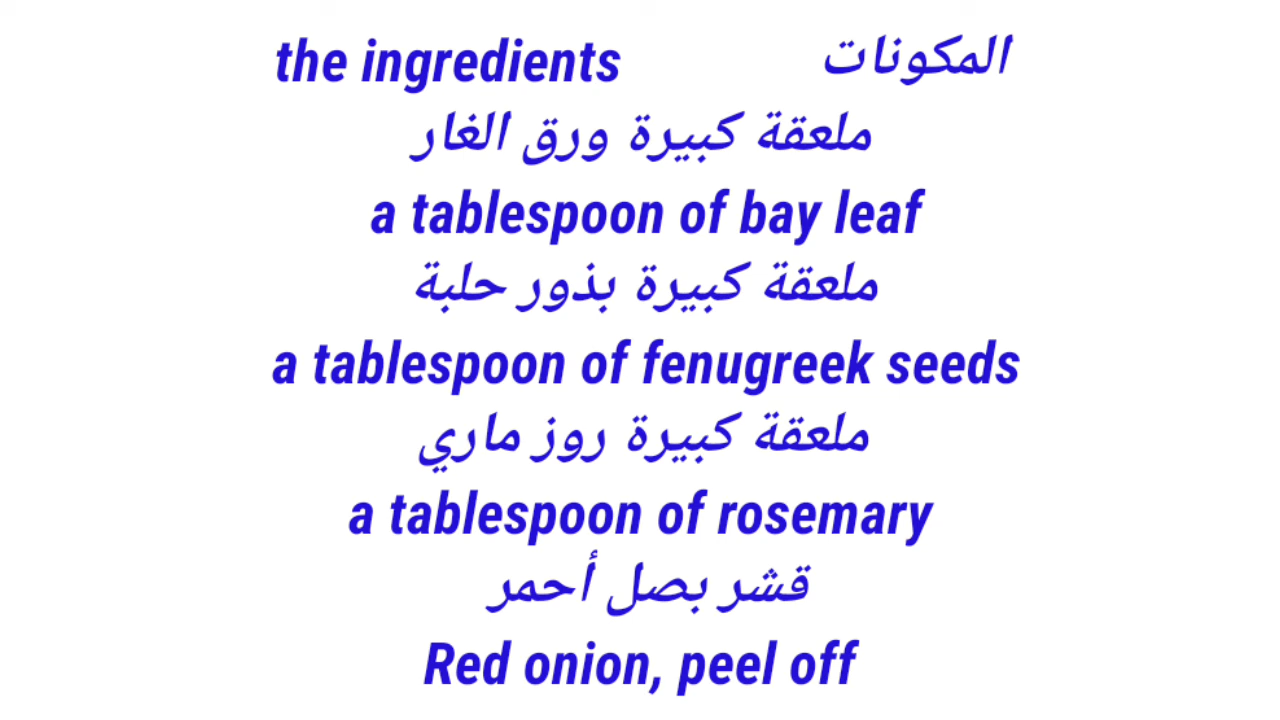 the ingredients المكونات
ملعقة كبيرة ورق الغار
a tablespoon of bay leaf
ملعقة كبيرة بذور حلبة
a tablespoon of fenugreek seeds
ملعقة كبيرة روز ماري
a tablespoon of rosemary
قشر بصل أحمر
Red onion, peel off